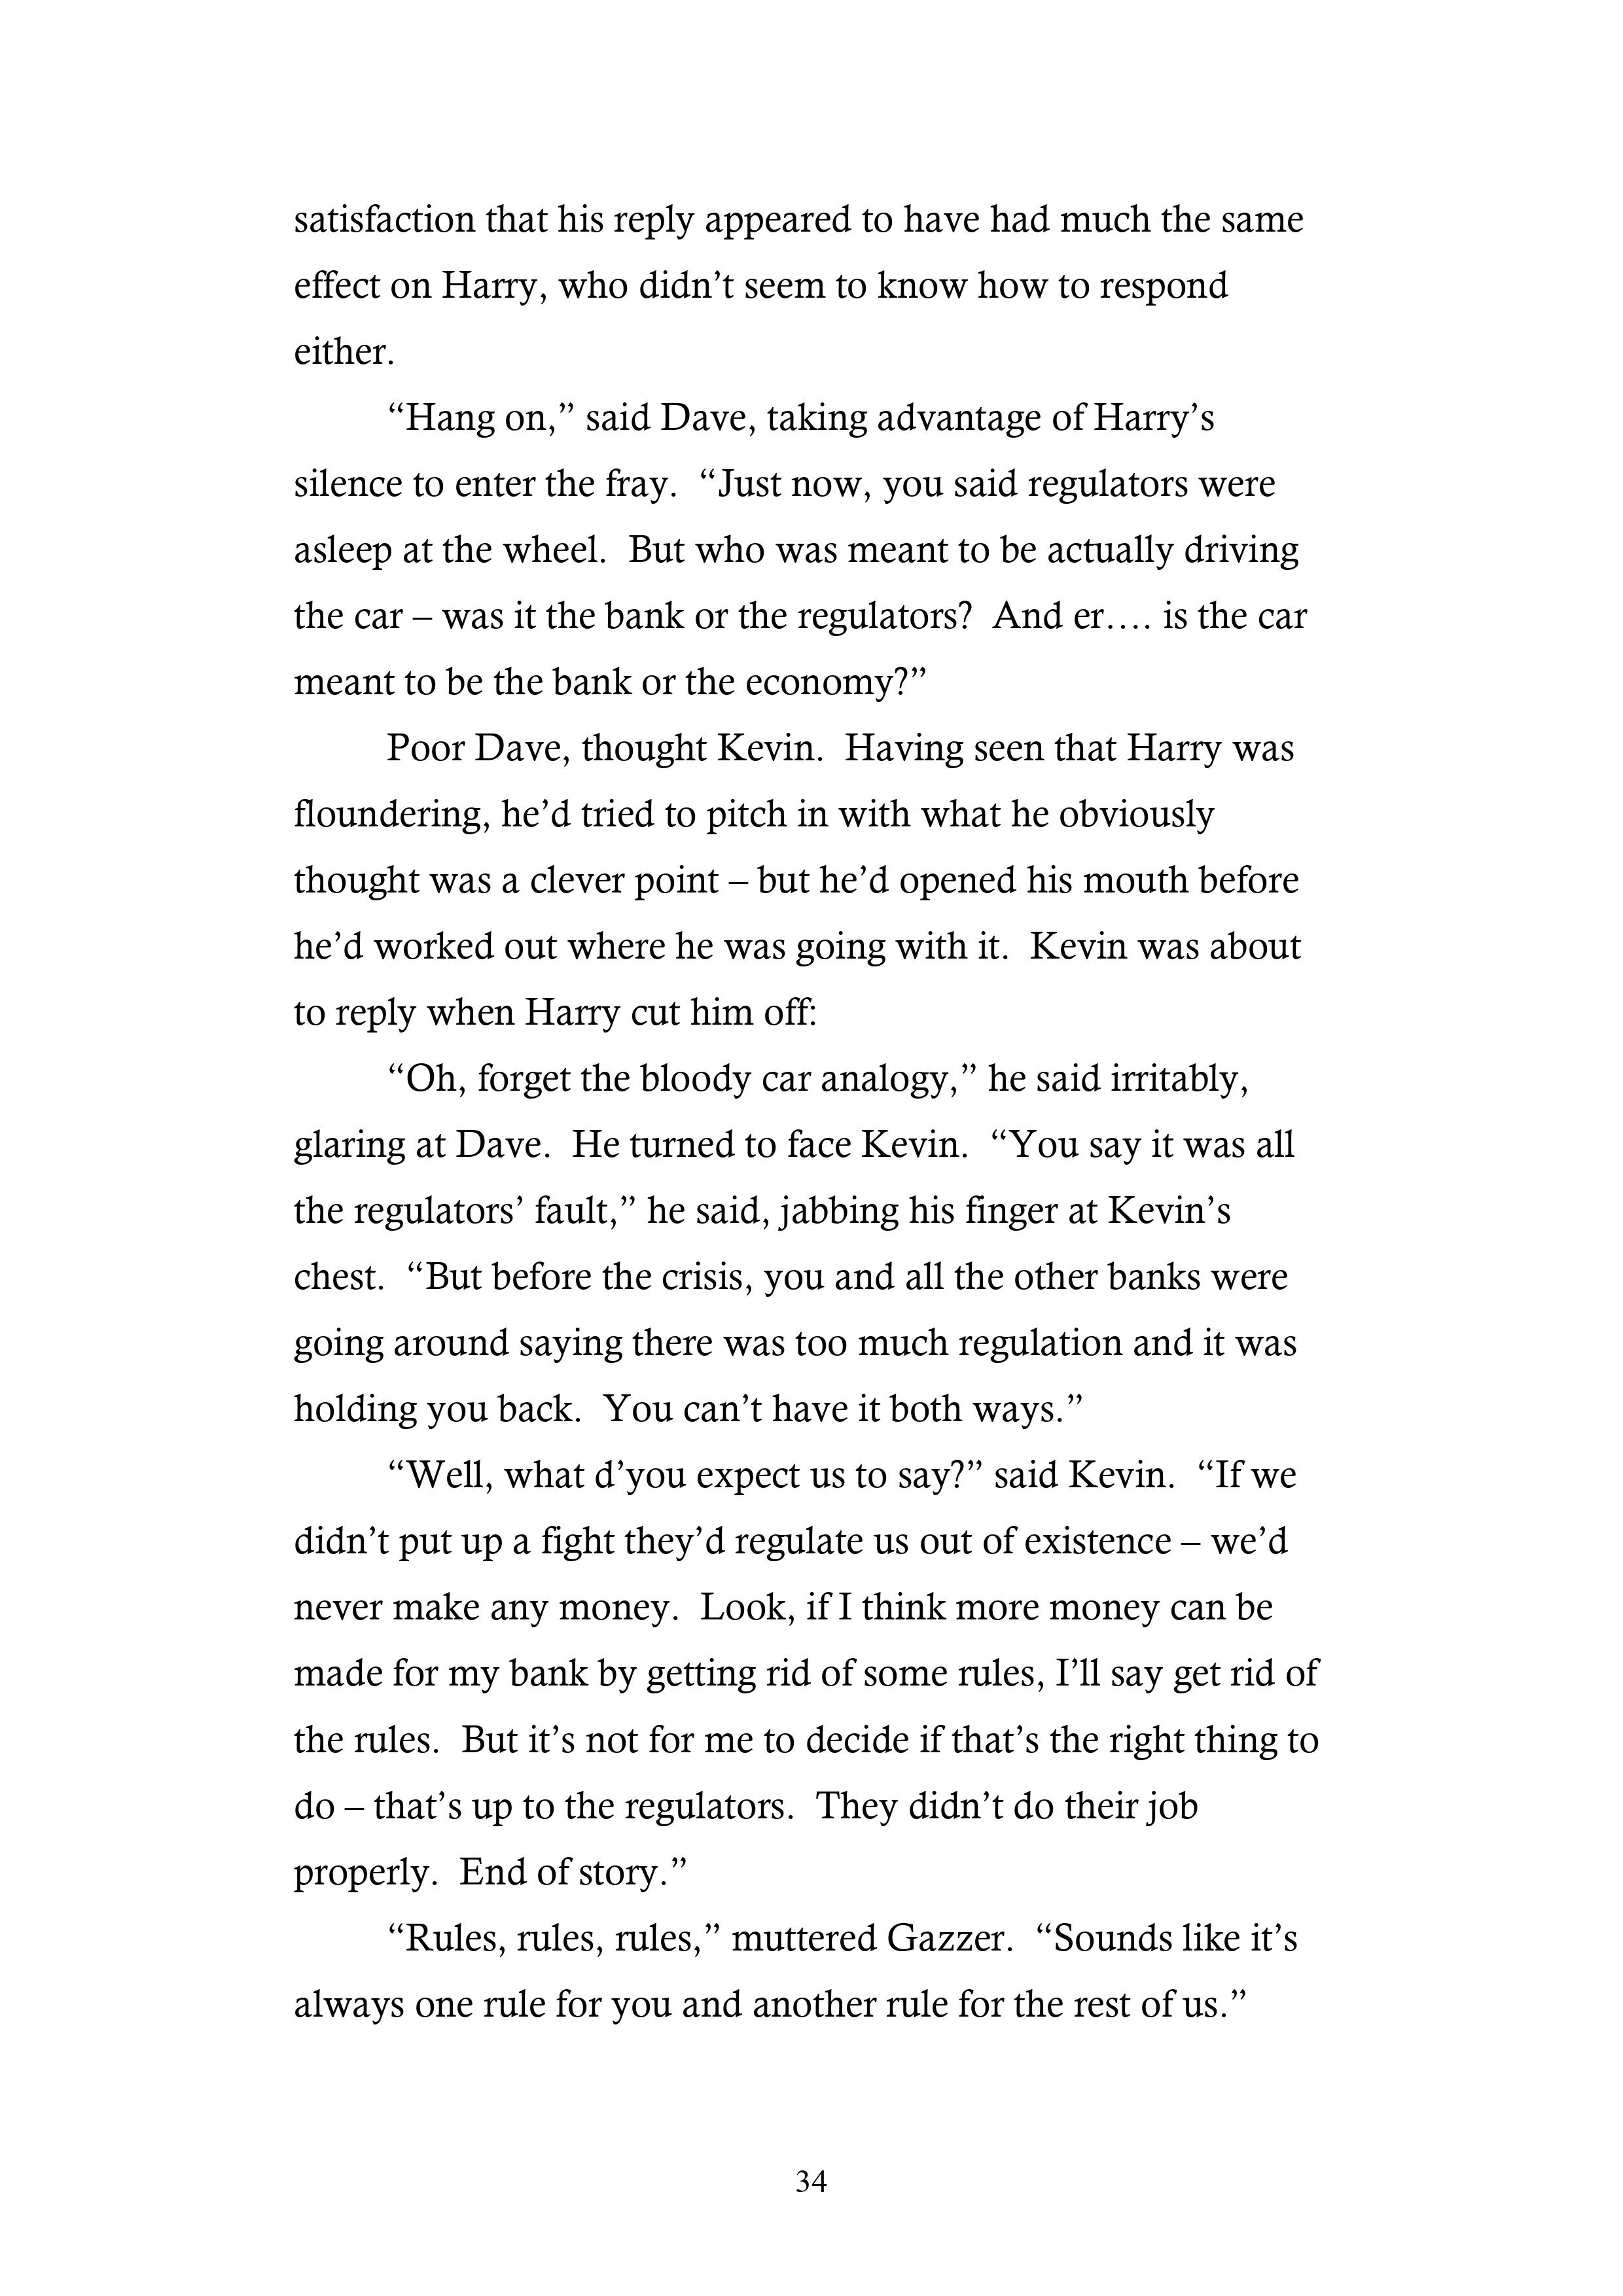 satisfaction that his reply appeared to have had much the same
effect on Harry, who didn’t seem to know how to respond
either.
“Hang on,” said Dave, taking advantage of Harry’s
silence to enter the fray.  “Just now, you said regulators were
asleep at the wheel.  But who was meant to be actually driving
the car – was it the bank or the regulators?  And er…. is the car
meant to be the bank or the economy?”
Poor Dave, thought Kevin.  Having seen that Harry was
floundering, he’d tried to pitch in with what he obviously
thought was a clever point – but he’d opened his mouth before
he’d worked out where he was going with it.  Kevin was about
to reply when Harry cut him off:
“Oh, forget the bloody car analogy,” he said irritably,
glaring at Dave.  He turned to face Kevin.  “You say it was all
the regulators’ fault,” he said, jabbing his finger at Kevin’s
chest.  “But before the crisis, you and all the other banks were
going around saying there was too much regulation and it was
holding you back.  You can’t have it both ways.”
“Well, what d’you expect us to say?” said Kevin.  “If we
didn’t put up a fight they’d regulate us out of existence – we’d
never make any money.  Look, if I think more money can be
made for my bank by getting rid of some rules, I’ll say get rid of
the rules.  But it’s not for me to decide if that’s the right thing to
do – that’s up to the regulators.  They didn’t do their job
properly.  End of story.”
“Rules, rules, rules,” muttered Gazzer.  “Sounds like it’s
always one rule for you and another rule for the rest of us.”
34